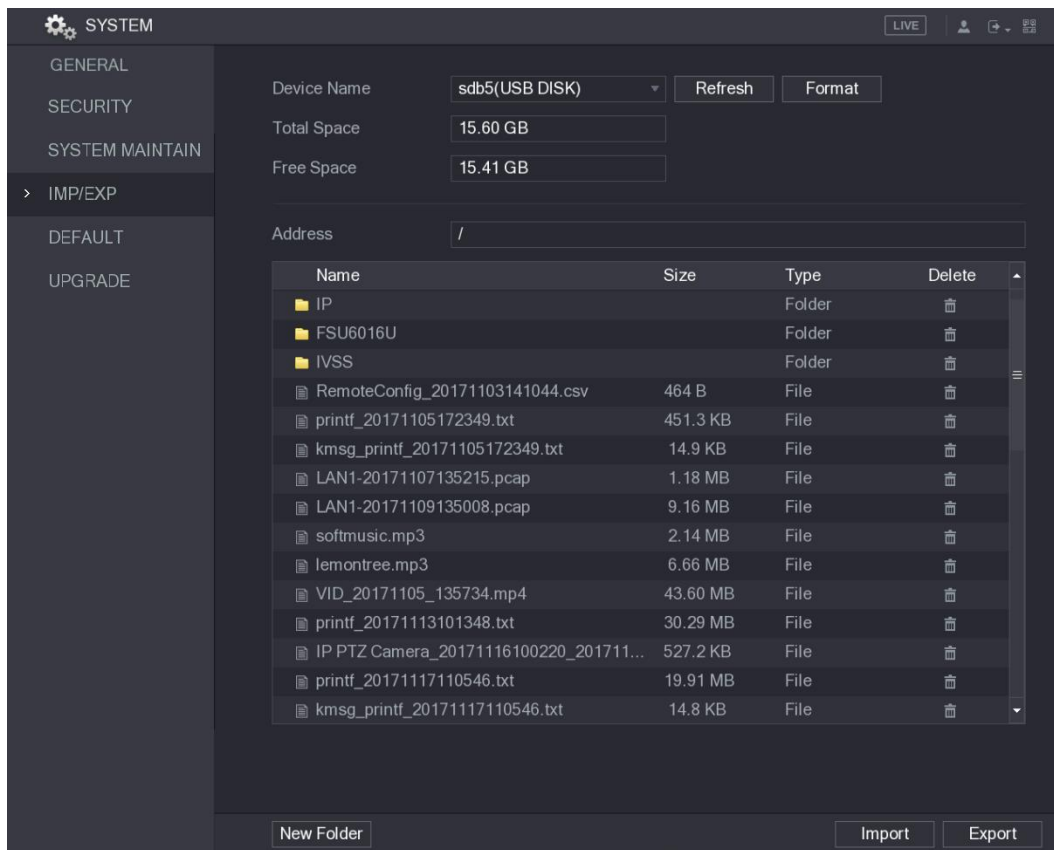 SYSTEM LIVE
GENERAL
SECURITY
SYSTEM MAINTAIN
IMP/EXP
DEFAULT
UPGRADE
Device Name sdb5(USB DISK) Refresh Format
Total Space 15.60 GB
Free Space 15.41 GB
Address /
Name Size Type Delete
IP Folder
FSU6016U Folder
IVSS Folder
RemoteConfig_20171103141044.csv 464 B File
printf_20171105172349.txt 451.3 KB File
kmsg_printf_20171105172349.txt 14.9 KB File
LAN1-20171107135215.pcap 1.18 MB File
LAN1-20171109135008.pcap 9.16 MB File
softmusic.mp3 2.14 MB File
lemontree.mp3 6.66 MB File
VID_20171105_135734.mp4 43.60 MB File
printf_20171113101348.txt 30.29 MB File
IP PTZ Camera_20171116100220_201711... 527.2 KB File
printf_20171117110546.txt 19.91 MB File
kmsg_printf_20171117110546.txt 14.8 KB File
New Folder Import Export